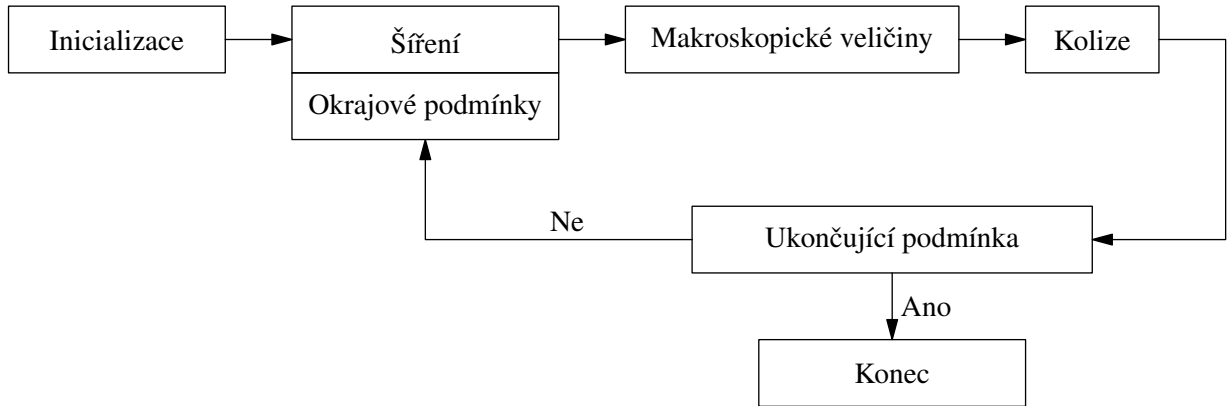 Inicializace
Šíření
Makroskopické veličiny
Kolize
Okrajové podmínky
Ne
Ukončující podmínka
Ano
Konec